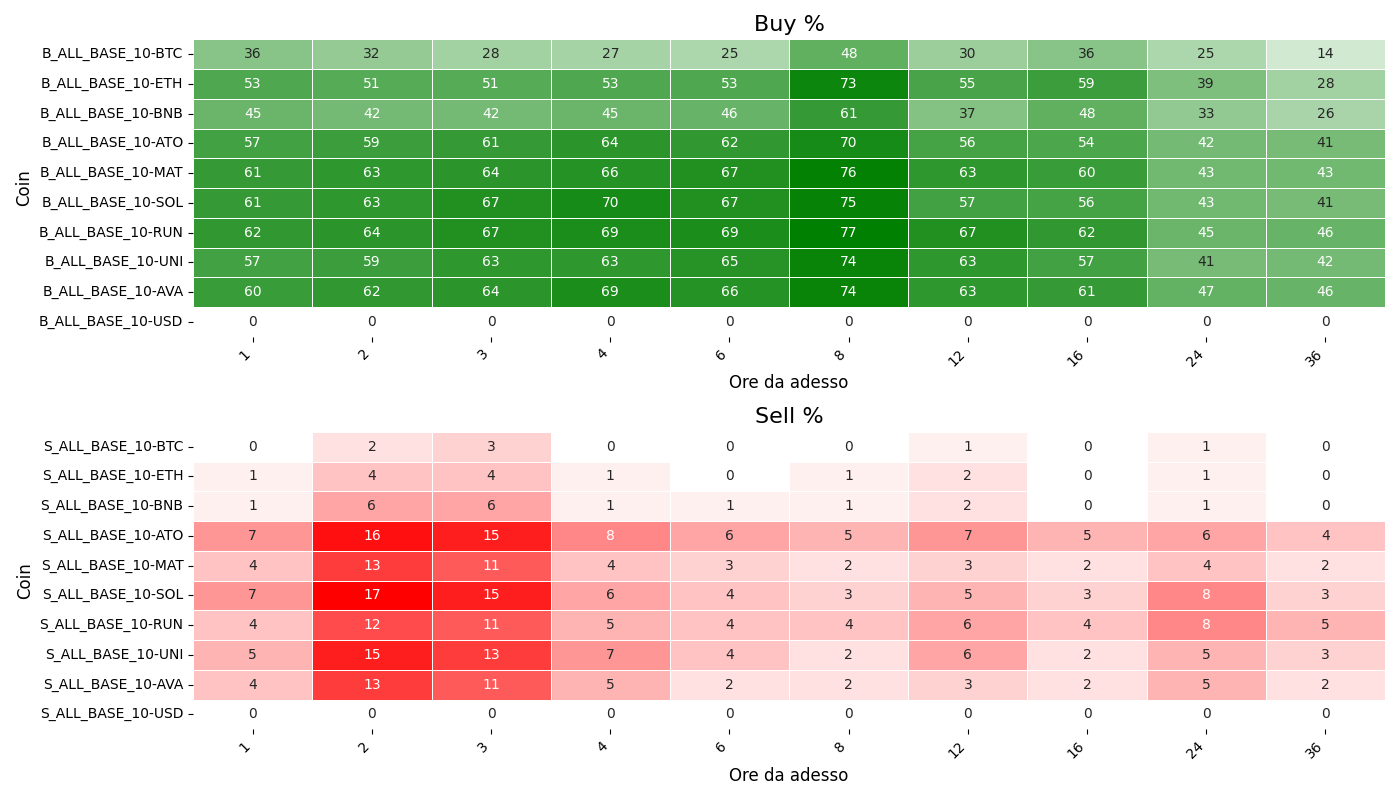 Buy %
Coin
B_ALL_BASE_10-BTC 36 32 28 27 25 48 30 36 25 14
B_ALL_BASE_10-ETH 53 51 51 53 53 73 55 59 39 28
B_ALL_BASE_10-BNB 45 42 42 45 46 61 37 48 33 26
B_ALL_BASE_10-ATO 57 59 61 64 62 70 56 54 42 41
B_ALL_BASE_10-MAT 61 63 64 66 67 76 63 60 43 43
B_ALL_BASE_10-SOL 61 63 67 70 67 75 57 56 43 41
B_ALL_BASE_10-RUN 62 64 67 69 69 77 67 62 45 46
B_ALL_BASE_10-UNI 57 59 63 63 65 74 63 57 41 42
B_ALL_BASE_10-AVA 60 62 64 69 66 74 63 61 47 46
B_ALL_BASE_10-USD 0 0 0 0 0 0 0 0 0 0
1 2 3 4 6 8 12 16 24 36
Ore da adesso
Sell %
Coin
S_ALL_BASE_10-BTC 0 2 3 0 0 0 1 0 1 0
S_ALL_BASE_10-ETH 1 4 4 1 0 1 2 0 1 0
S_ALL_BASE_10-BNB 1 6 6 1 1 1 2 0 1 0
S_ALL_BASE_10-ATO 7 16 15 8 6 5 7 5 6 4
S_ALL_BASE_10-MAT 4 13 11 4 3 2 3 2 4 2
S_ALL_BASE_10-SOL 7 17 15 6 4 3 5 3 8 3
S_ALL_BASE_10-RUN 4 12 11 5 4 4 6 4 8 5
S_ALL_BASE_10-UNI 5 15 13 7 4 2 6 2 5 3
S_ALL_BASE_10-AVA 4 13 11 5 2 2 3 2 5 2
S_ALL_BASE_10-USD 0 0 0 0 0 0 0 0 0 0
1 2 3 4 6 8 12 16 24 36
Ore da adesso